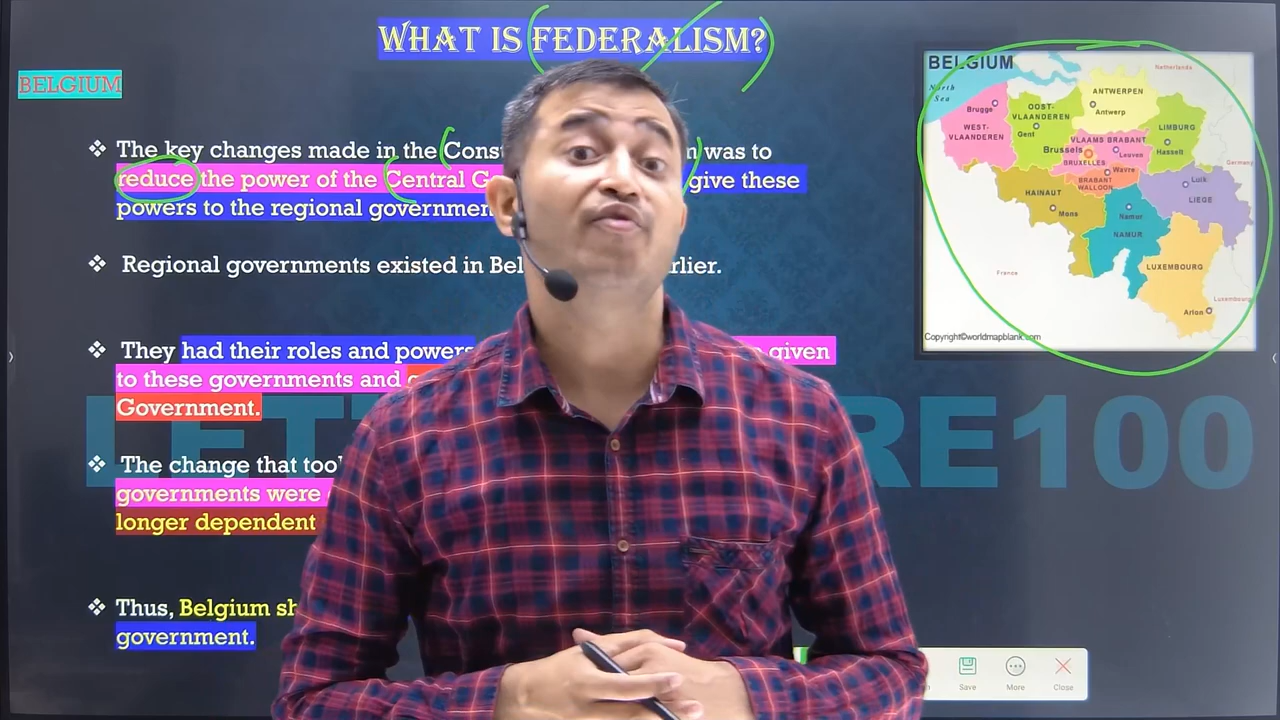 WHAT IS FEDERALISM?
BELGIUM
❖ The key changes made in the Const was to
reduce the power of the Central G give these
powers to the regional governmen
❖ Regional governments existed in Bel rlier.
❖ They had their roles and powers given
to these governments and
Government.
❖ The change that too
governments were
longer dependent
❖ Thus, Belgium sh
government.
RE100
BELGIUM
North
Sea
Netherlands
ANTWERPEN
Antwerp
Brugge
OOST-
VLAANDEREN
Gent
WEST-
VLAANDEREN
LIMBURG
Hasselt
VLAAMS BRABANT
Brussels
Leuven
BRUXELLES
Wavre
BRABANT
WALLOON
Germany
HAINAUT
Mons
Luik
LIEGE
Namur
NAMUR
LUXEMBOURG
France
Luxembourg
Arlon
Copyright©worldmapblank.com
Save
More
Close